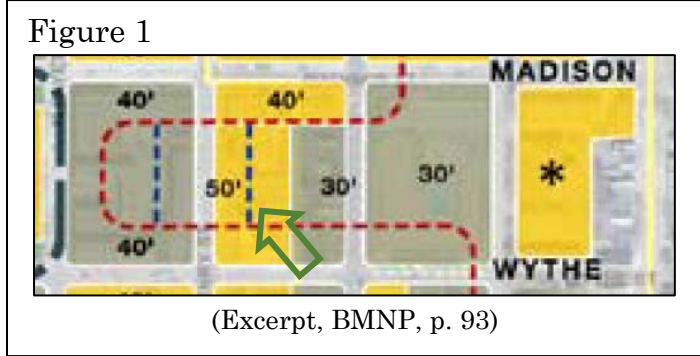 Figure 1
MADISON
40' 40'
50' 30' 30' *
40'
WYTHE
(Excerpt, BMNP, p. 93)